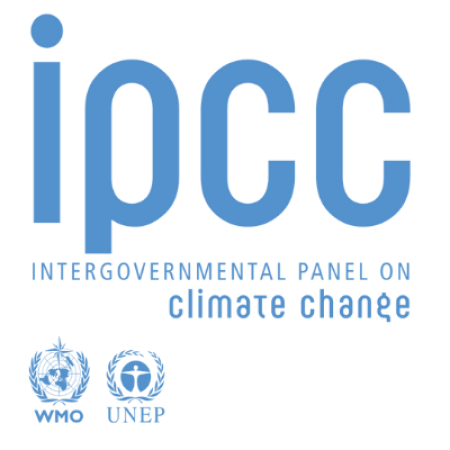 ipcc
INTERGOVERNMENTAL PANEL ON
climate change
WMO UNEP